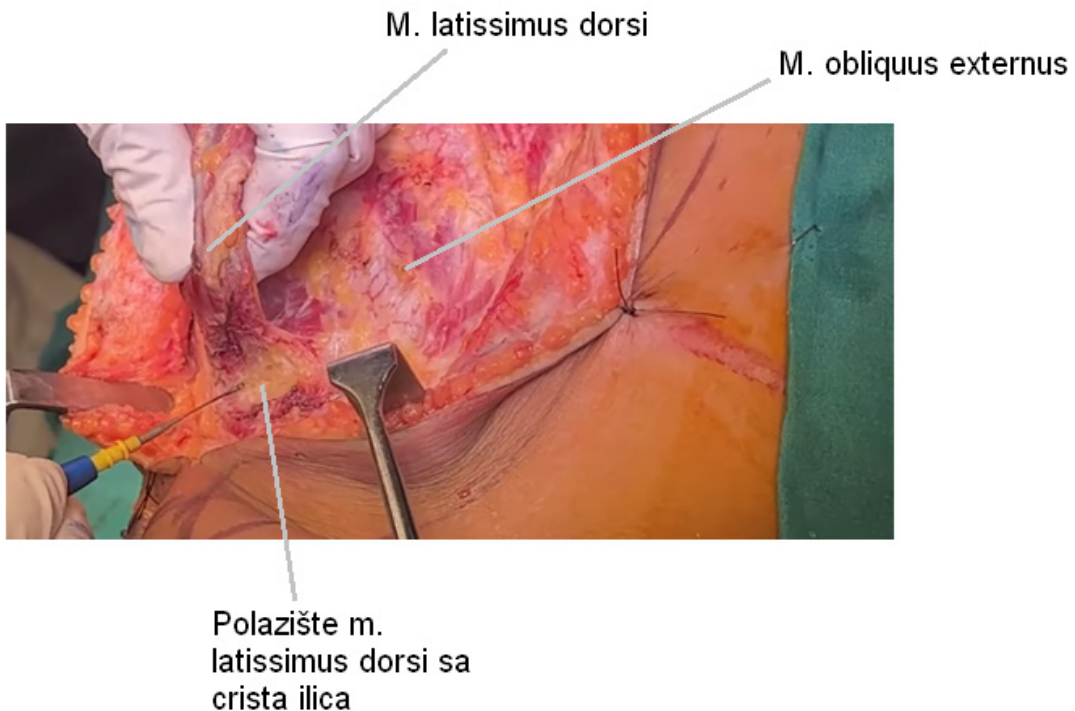 M. latissimus dorsi
M. obliquus externus
Polazište m.
latissimus dorsi sa
crista ilica